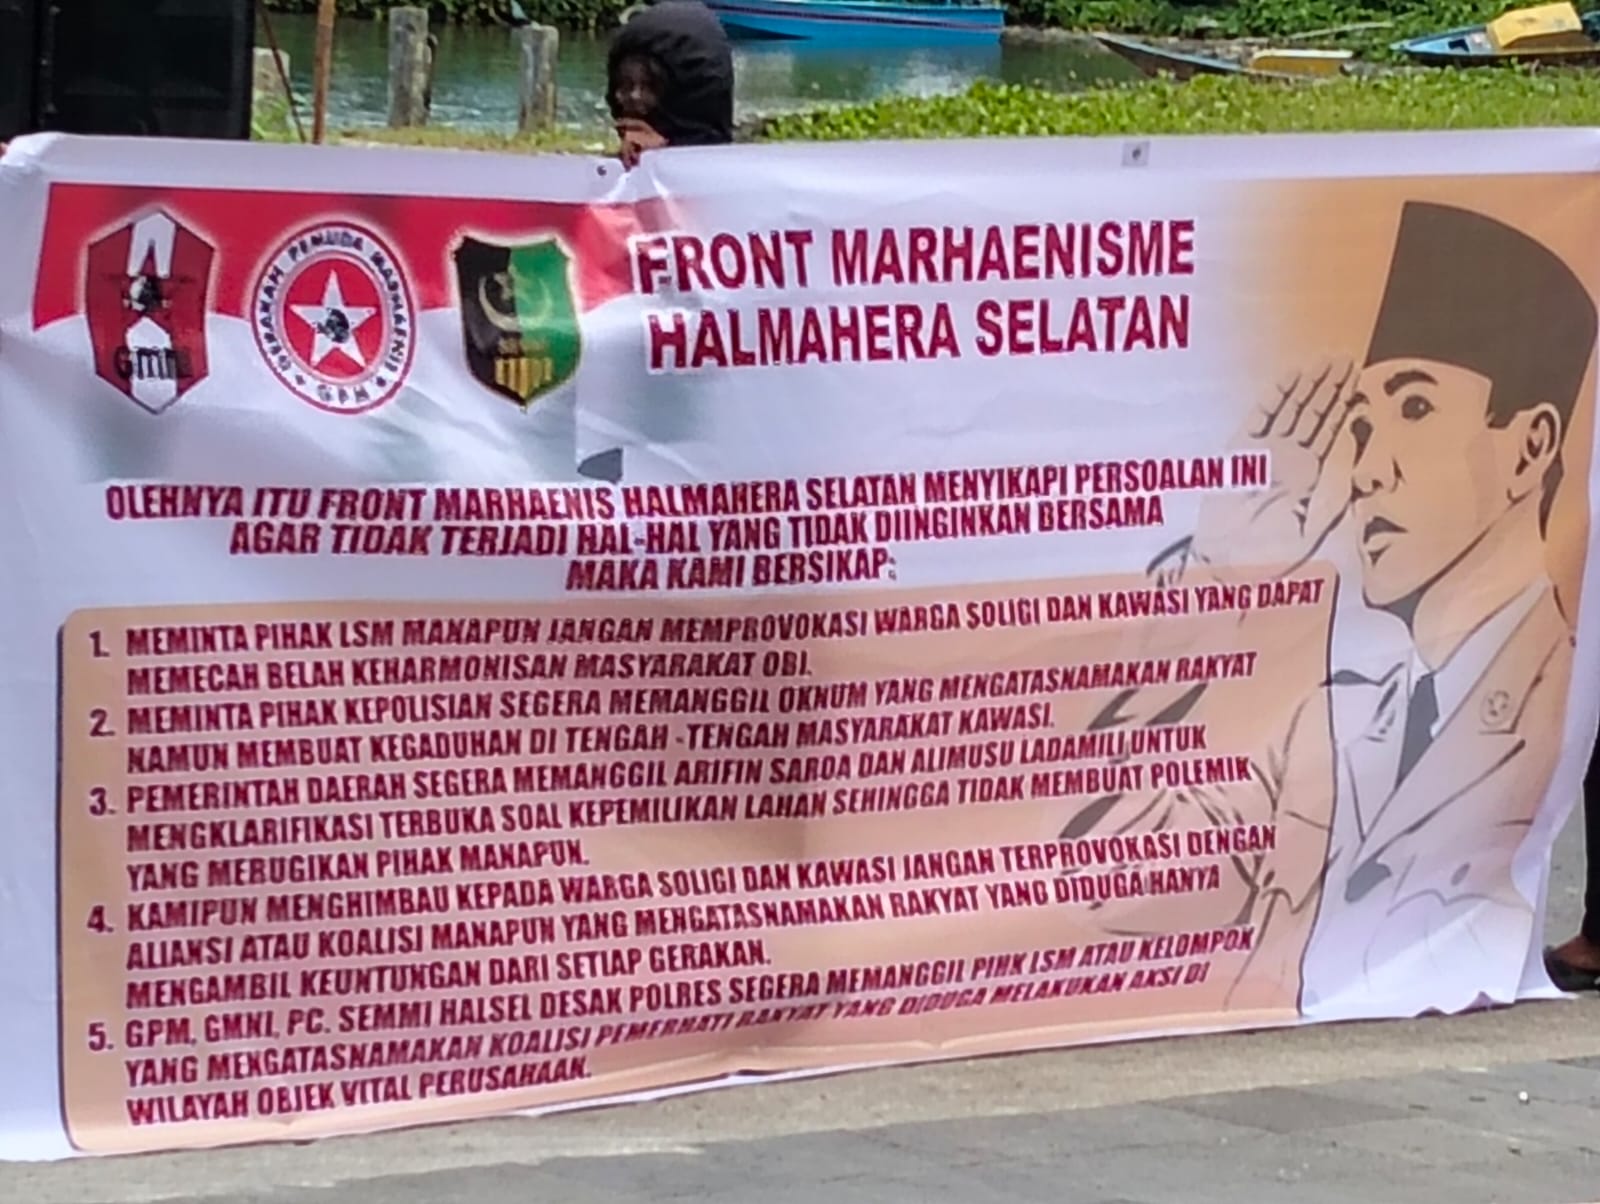 GMNI
GERAKAN PEMUDA MARHAENIS
GPM
FRONT MARHAENISME
HALMAHERA SELATAN
OLEHNYA ITU FRONT MARHAENIS HALMAHERA SELATAN MENYIKAPI PERSOALAN INI
AGAR TIDAK TERJADI HAL-HAL YANG TIDAK DIINGINKAN BERSAMA
MAKA KAMI BERSIKAP:
1. MEMINTA PIHAK LSM MANAPUN JANGAN MEMPROVOKASI WARGA SOLIGI DAN KAWASI YANG DAPAT
MEMECAH BELAH KEHARMONISAN MASYARAKAT OBI.
2. MEMINTA PIHAK KEPOLISIAN SEGERA MEMANGGIL OKNUM YANG MENGATASNAMAKAN RAKYAT
NAMUN MEMBUAT KEGADUHAN DI TENGAH -TENGAH MASYARAKAT KAWASI.
3. PEMERINTAH DAERAH SEGERA MEMANGGIL ARIFIN SAROA DAN ALIMUSU LADAMILI UNTUK
MENGKLARIFIKASI TERBUKA SOAL KEPEMILIKAN LAHAN SEHINGGA TIDAK MEMBUAT POLEMIK
YANG MERUGIKAN PIHAK MANAPUN.
4. KAMIPUN MENGHIMBAU KEPADA WARGA SOLIGI DAN KAWASI JANGAN TERPROVOKASI DENGAN
ALIANSI ATAU KOALISI MANAPUN YANG MENGATASNAMAKAN RAKYAT YANG DIDUGA HANYA
MENGAMBIL KEUNTUNGAN DARI SETIAP GERAKAN.
5. GPM, GMNI, PC. SEMMI HALSEL DESAK POLRES SEGERA MEMANGGIL PIHK LSM ATAU KELOMPOK
YANG MENGATASNAMAKAN KOALISI PEMERHATI RAKYAT YANG DIDUGA MELAKUKAN AKSI DI
WILAYAH OBJEK VITAL PERUSAHAAN.